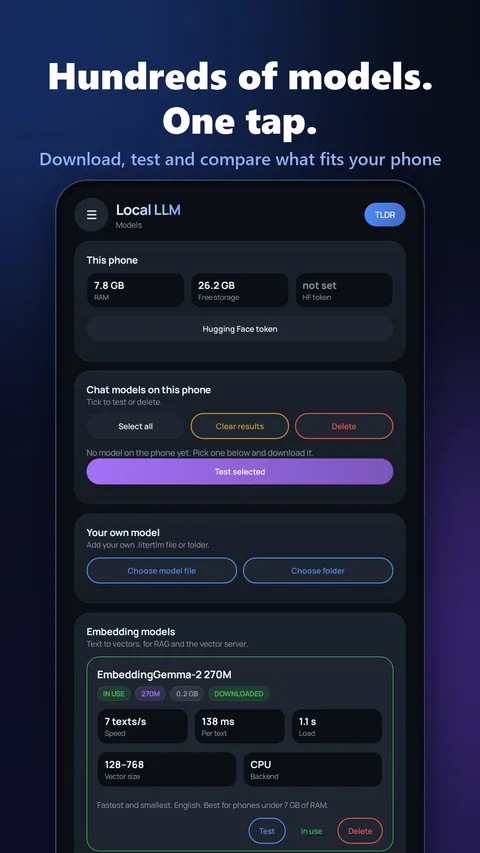 Hundreds of models.
One tap.
Download, test and compare what fits your phone
Local LLM
Models
TLDR
This phone
7.8 GB
RAM
26.2 GB
Free storage
not set
HF token
Hugging Face token
Chat models on this phone
Tick to test or delete.
Select all
Clear results
Delete
No model on the phone yet. Pick one below and download it.
Test selected
Your own model
Add your own .litertlm file or folder.
Choose model file
Choose folder
Embedding models
Text to vectors, for RAG and the vector server.
EmbeddingGemma-2 270M
IN USE
270M
0.2 GB
DOWNLOADED
7 texts/s
Speed
138 ms
Per text
1.1 s
Load
128–768
Vector size
CPU
Backend
Fastest and smallest. English. Best for phones under 7 GB of RAM.
Test
In use
Delete